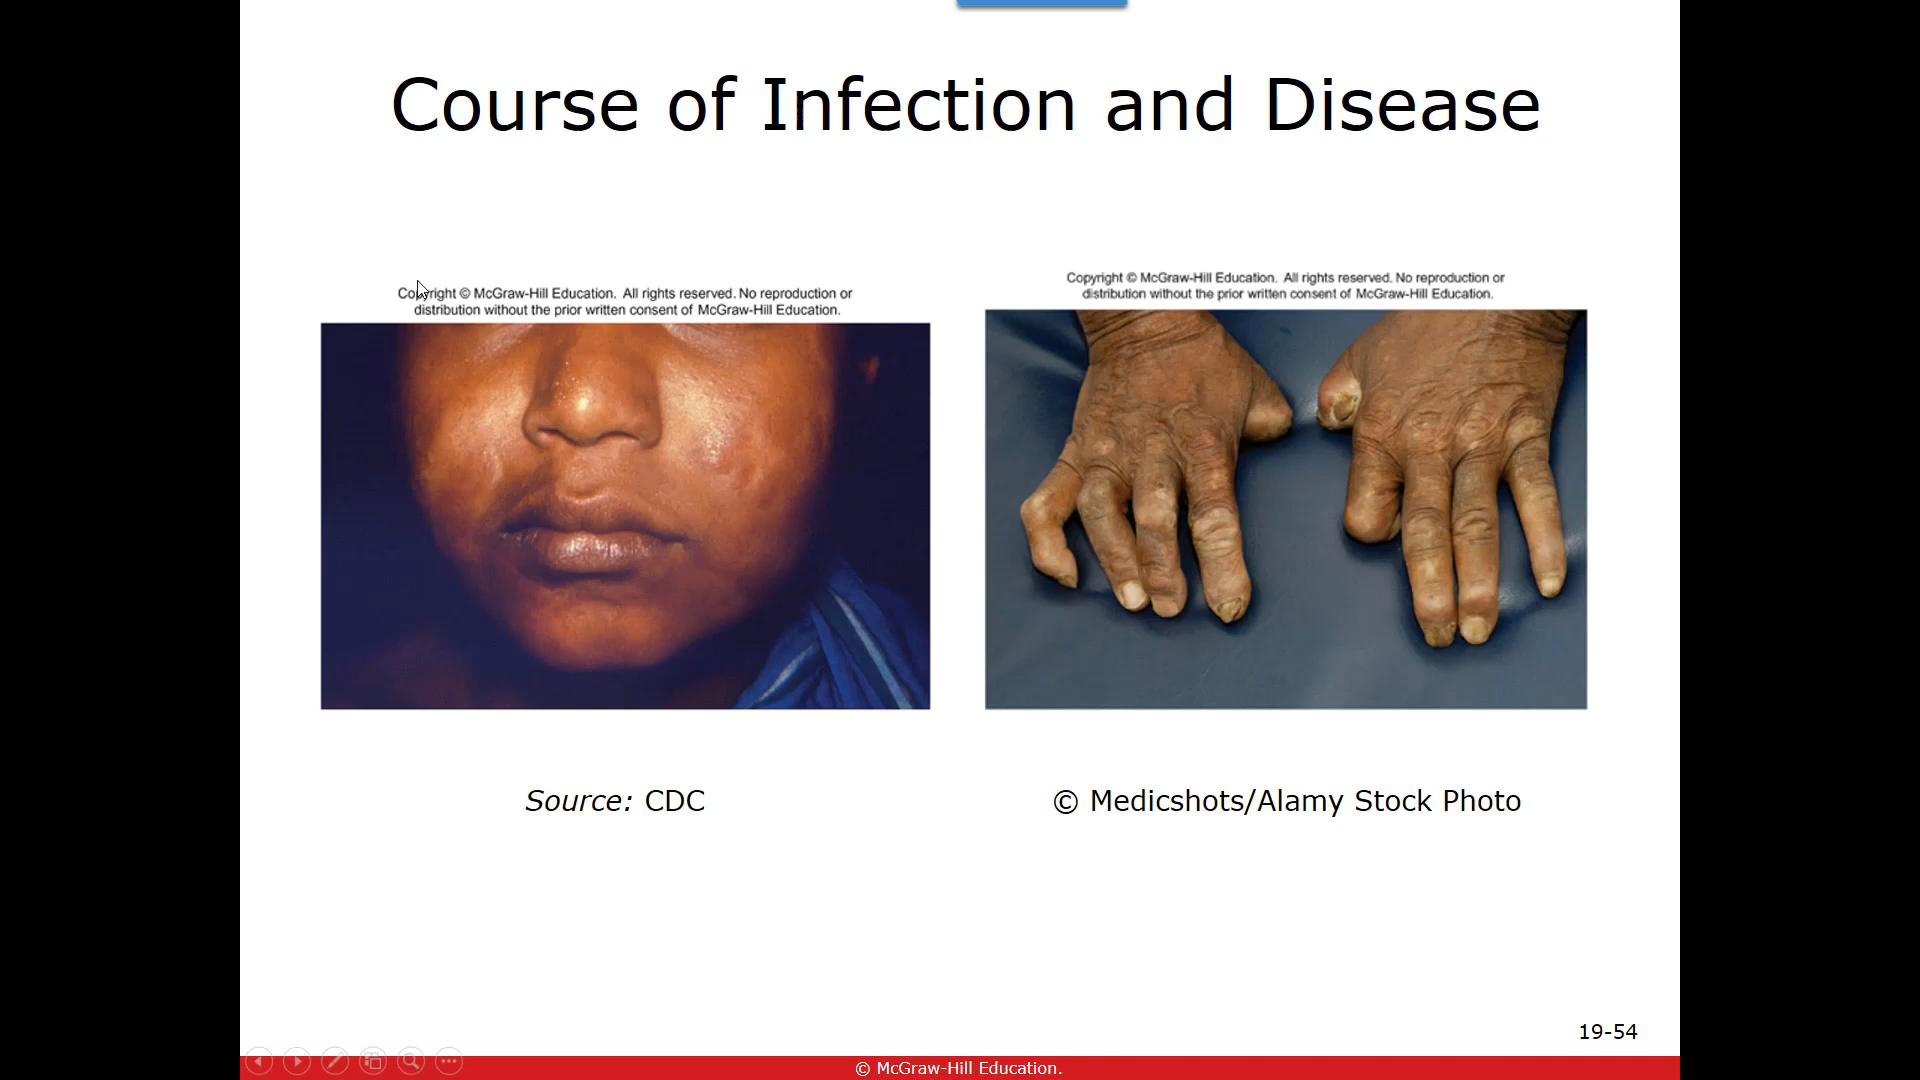 Course of Infection and Disease
Copyright © McGraw-Hill Education. All rights reserved. No reproduction or
distribution without the prior written consent of McGraw-Hill Education.
Copyright © McGraw-Hill Education. All rights reserved. No reproduction or
distribution without the prior written consent of McGraw-Hill Education.
Source: CDC
© Medicshots/Alamy Stock Photo
19-54
© McGraw-Hill Education.